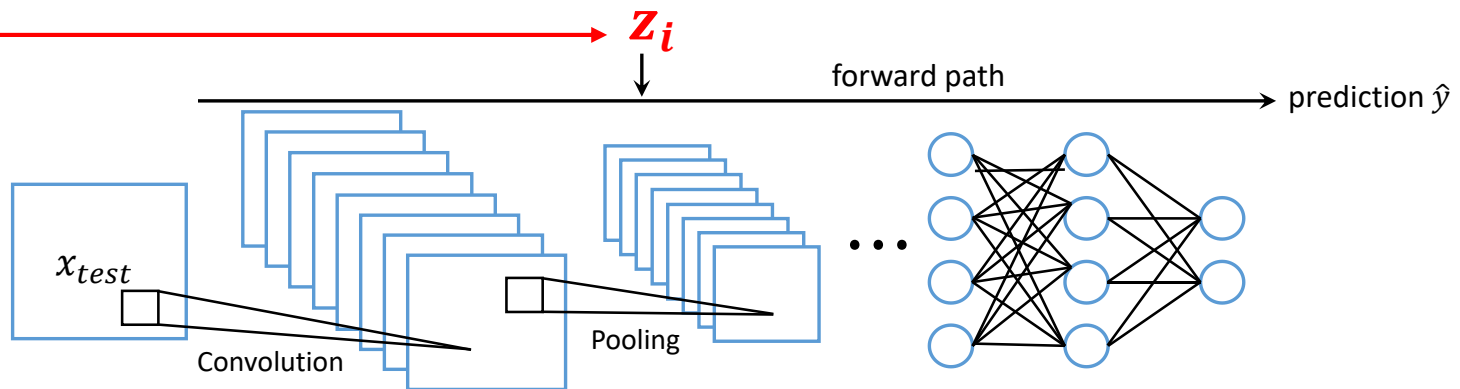 z_i
forward path
prediction ŷ
x_test
Convolution
Pooling